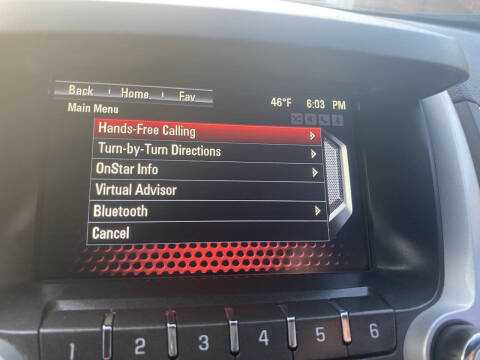 Back Home Fav
46°F 6:03 PM
Main Menu
Hands-Free Calling
Turn-by-Turn Directions
OnStar Info
Virtual Advisor
Bluetooth
Cancel
1 2 3 4 5 6